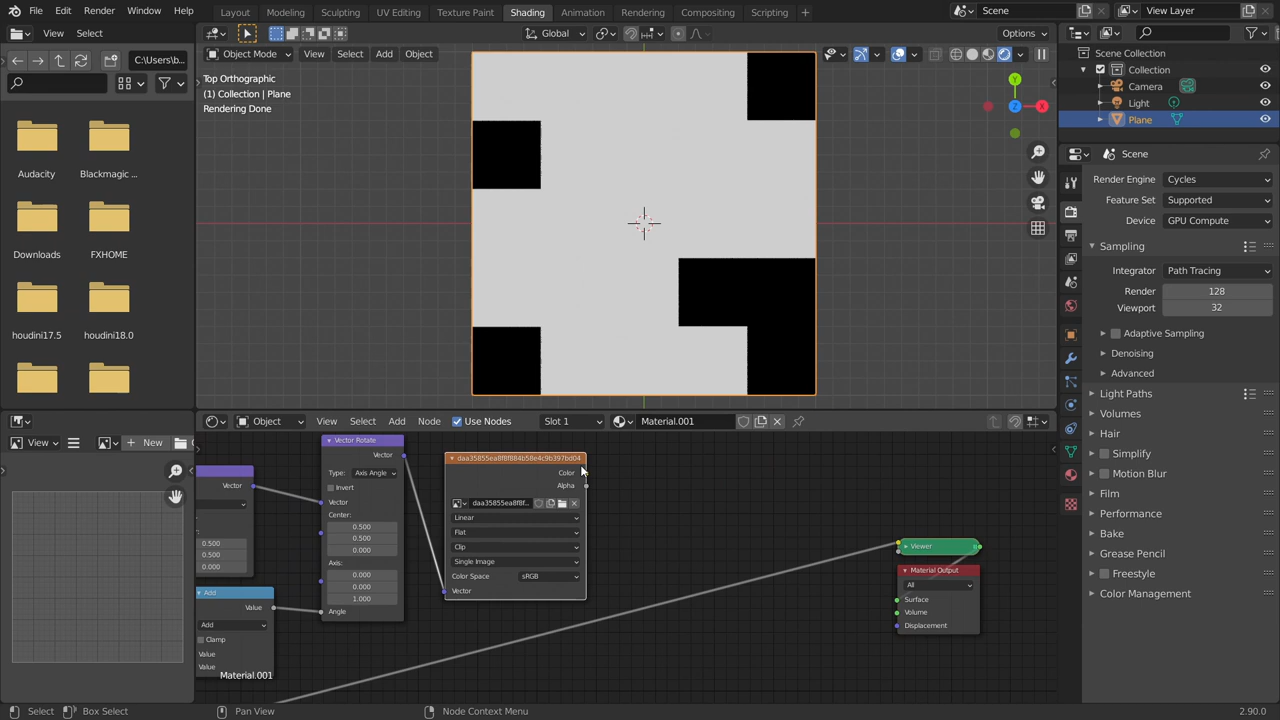 File Edit Render Window Help Layout Modeling Sculpting UV Editing Texture Paint Shading Animation Rendering Compositing Scripting + Scene View Layer
View Select Global Options
C:\Users\b... Object Mode View Select Add Object Scene Collection
Top Orthographic
(1) Collection | Plane
Rendering Done
Collection
Camera
Light
Plane
Y
X
Z
Audacity Blackmagic ...
Downloads FXHOME
houdini17.5 houdini18.0
Scene
Render Engine Cycles
Feature Set Supported
Device GPU Compute
Sampling
Integrator Path Tracing
Render 128
Viewport 32
Adaptive Sampling
Denoising
Advanced
Light Paths
Volumes
Hair
Simplify
Motion Blur
Film
Performance
Bake
Grease Pencil
Freestyle
Color Management
Object View Select Add Node Use Nodes Slot 1 Material.001
View New
Vector
0.500
0.500
0.000
Add
Value
Add
Clamp
Value
Value
Material.001
Vector Rotate
Vector
Type: Axis Angle
Invert
Vector
Center:
0.500
0.500
0.000
Axis:
0.000
0.000
1.000
Angle
daa35855ea8f8f884b58e4c9b397bd04
Color
Alpha
daa35855ea8f8f...
Linear
Flat
Clip
Single Image
Color Space sRGB
Vector
Viewer
Material Output
All
Surface
Volume
Displacement
Select Box Select Pan View Node Context Menu 2.90.0